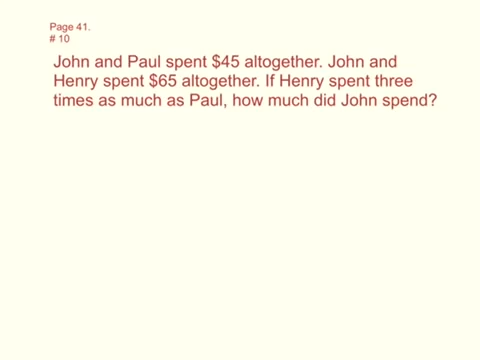 Page 41.
# 10
John and Paul spent $45 altogether. John and
Henry spent $65 altogether. If Henry spent three
times as much as Paul, how much did John spend?